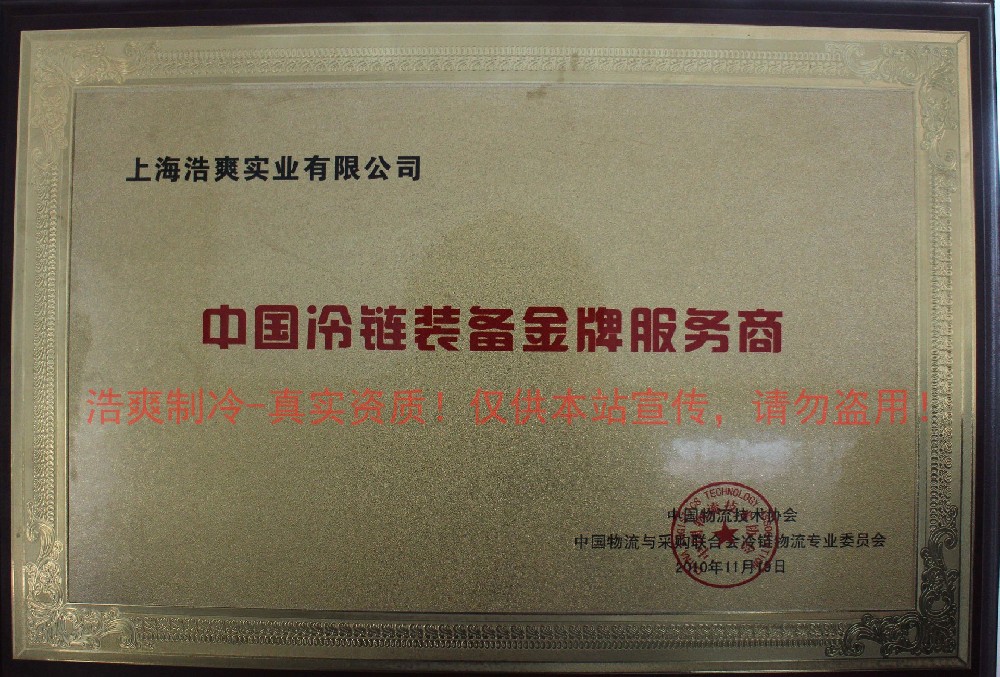 上海浩爽实业有限公司
中国冷链装备金牌服务商
浩爽制冷-真实资质！仅供本站宣传，请勿盗用！
中国物流技术协会
中国物流与采购联合会冷链物流专业委员会
2010年11月19日